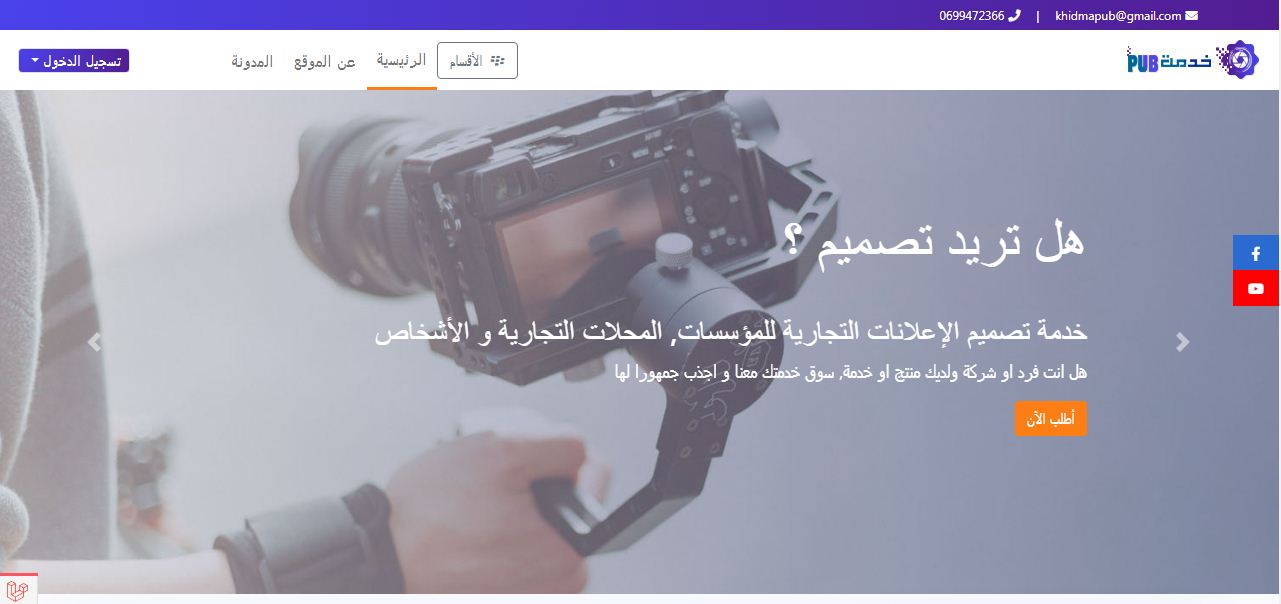 khidmapub@gmail.com | 0699472366
خدمة PUB
الأقسام
الرئيسية
عن الموقع
المدونة
تسجيل الدخول
هل تريد تصميم ؟
خدمة تصميم الإعلانات التجارية للمؤسسات, المحلات التجارية و الأشخاص
هل انت فرد او شركة ولديك منتج او خدمة, سوق خدمتك معنا و اجذب جمهورا لها
أطلب الآن